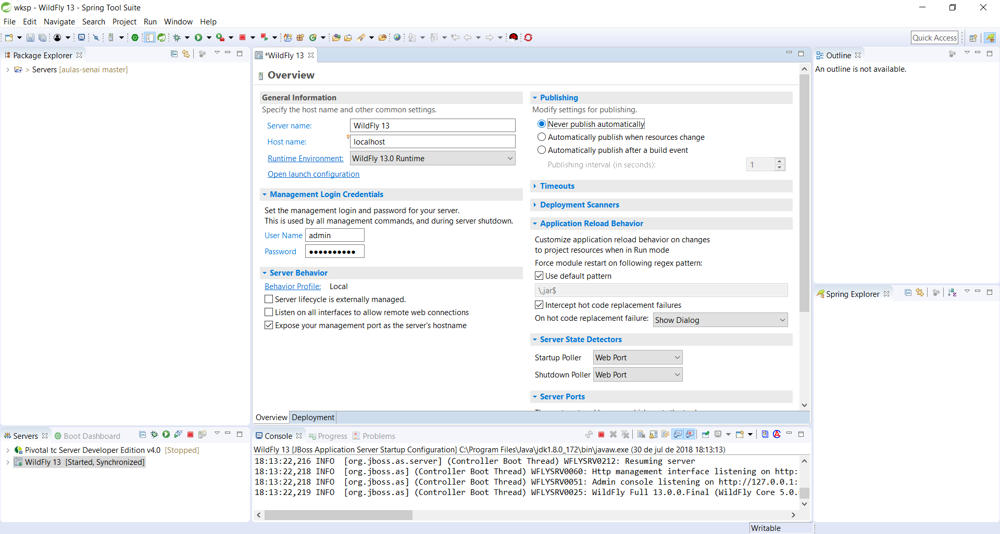 wksp - WildFly 13 - Spring Tool Suite
File Edit Navigate Search Project Run Window Help
Quick Access
Package Explorer
> Servers [aulas-senai master]
*WildFly 13
Overview
General Information
Specify the host name and other common settings.
Server name: WildFly 13
Host name: localhost
Runtime Environment: WildFly 13.0 Runtime
Open launch configuration
Management Login Credentials
Set the management login and password for your server.
This is used by all management commands, and during server shutdown.
User Name admin
Password ●●●●●●●●●●
Server Behavior
Behavior Profile: Local
Server lifecycle is externally managed.
Listen on all interfaces to allow remote web connections
Expose your management port as the server's hostname
Publishing
Modify settings for publishing.
Never publish automatically
Automatically publish when resources change
Automatically publish after a build event
Publishing interval (in seconds): 1
Timeouts
Deployment Scanners
Application Reload Behavior
Customize application reload behavior on changes
to project resources when in Run mode
Force module restart on following regex pattern:
Use default pattern
\.jar$
Intercept hot code replacement failures
On hot code replacement failure: Show Dialog
Server State Detectors
Startup Poller Web Port
Shutdown Poller Web Port
Server Ports
Overview Deployment
Outline
An outline is not available.
Spring Explorer
Servers Boot Dashboard
Pivotal tc Server Developer Edition v4.0 [Stopped]
WildFly 13 [Started, Synchronized]
Console Progress Problems
WildFly 13 [JBoss Application Server Startup Configuration] C:\Program Files\Java\jdk1.8.0_172\bin\javaw.exe (30 de jul de 2018 18:13:13)
18:13:22,216 INFO [org.jboss.as.server] (Controller Boot Thread) WFLYSRV0212: Resuming server
18:13:22,218 INFO [org.jboss.as] (Controller Boot Thread) WFLYSRV0060: Http management interface listening on http:
18:13:22,218 INFO [org.jboss.as] (Controller Boot Thread) WFLYSRV0051: Admin console listening on http://127.0.0.1:
18:13:22,219 INFO [org.jboss.as] (Controller Boot Thread) WFLYSRV0025: WildFly Full 13.0.0.Final (WildFly Core 5.0.
Writable